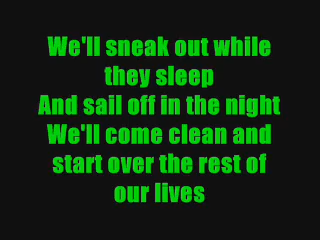 We'll sneak out while
they sleep
And sail off in the night
We'll come clean and
start over the rest of
our lives